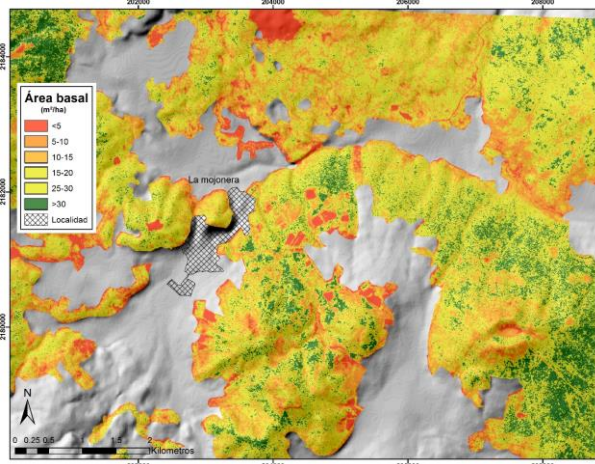 202000 204000 206000 208000
2184000
Área basal
(m²/ha)
<5
5-10
10-15
15-20
25-30
>30
Localidad
La mojonera
2182000
2180000
N
0 0.25 0.5 1 1.5 2
Kilometros